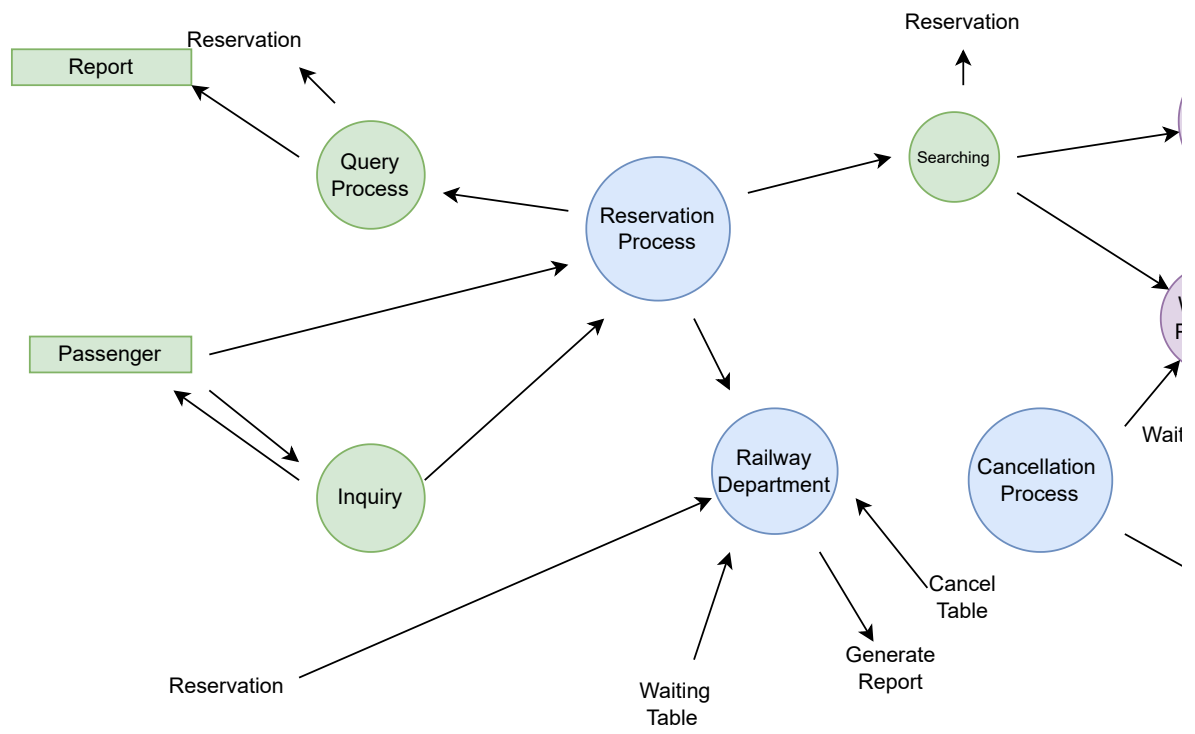 Reservation
Reservation
Report
Query
Process
Searching
Reservation
Process
Passenger
Railway
Department
Cancellation
Process
Inquiry
Cancel
Table
Generate
Report
Reservation
Waiting
Table